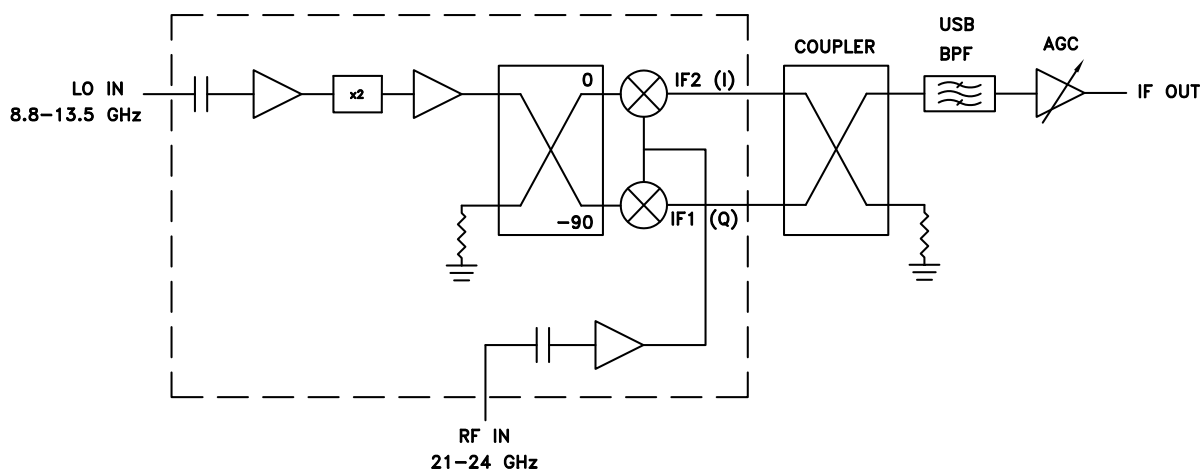 USB
BPF
COUPLER
AGC
LO IN
8.8-13.5 GHz
x2
0
IF2 (I)
IF OUT
-90
IF1 (Q)
RF IN
21-24 GHz